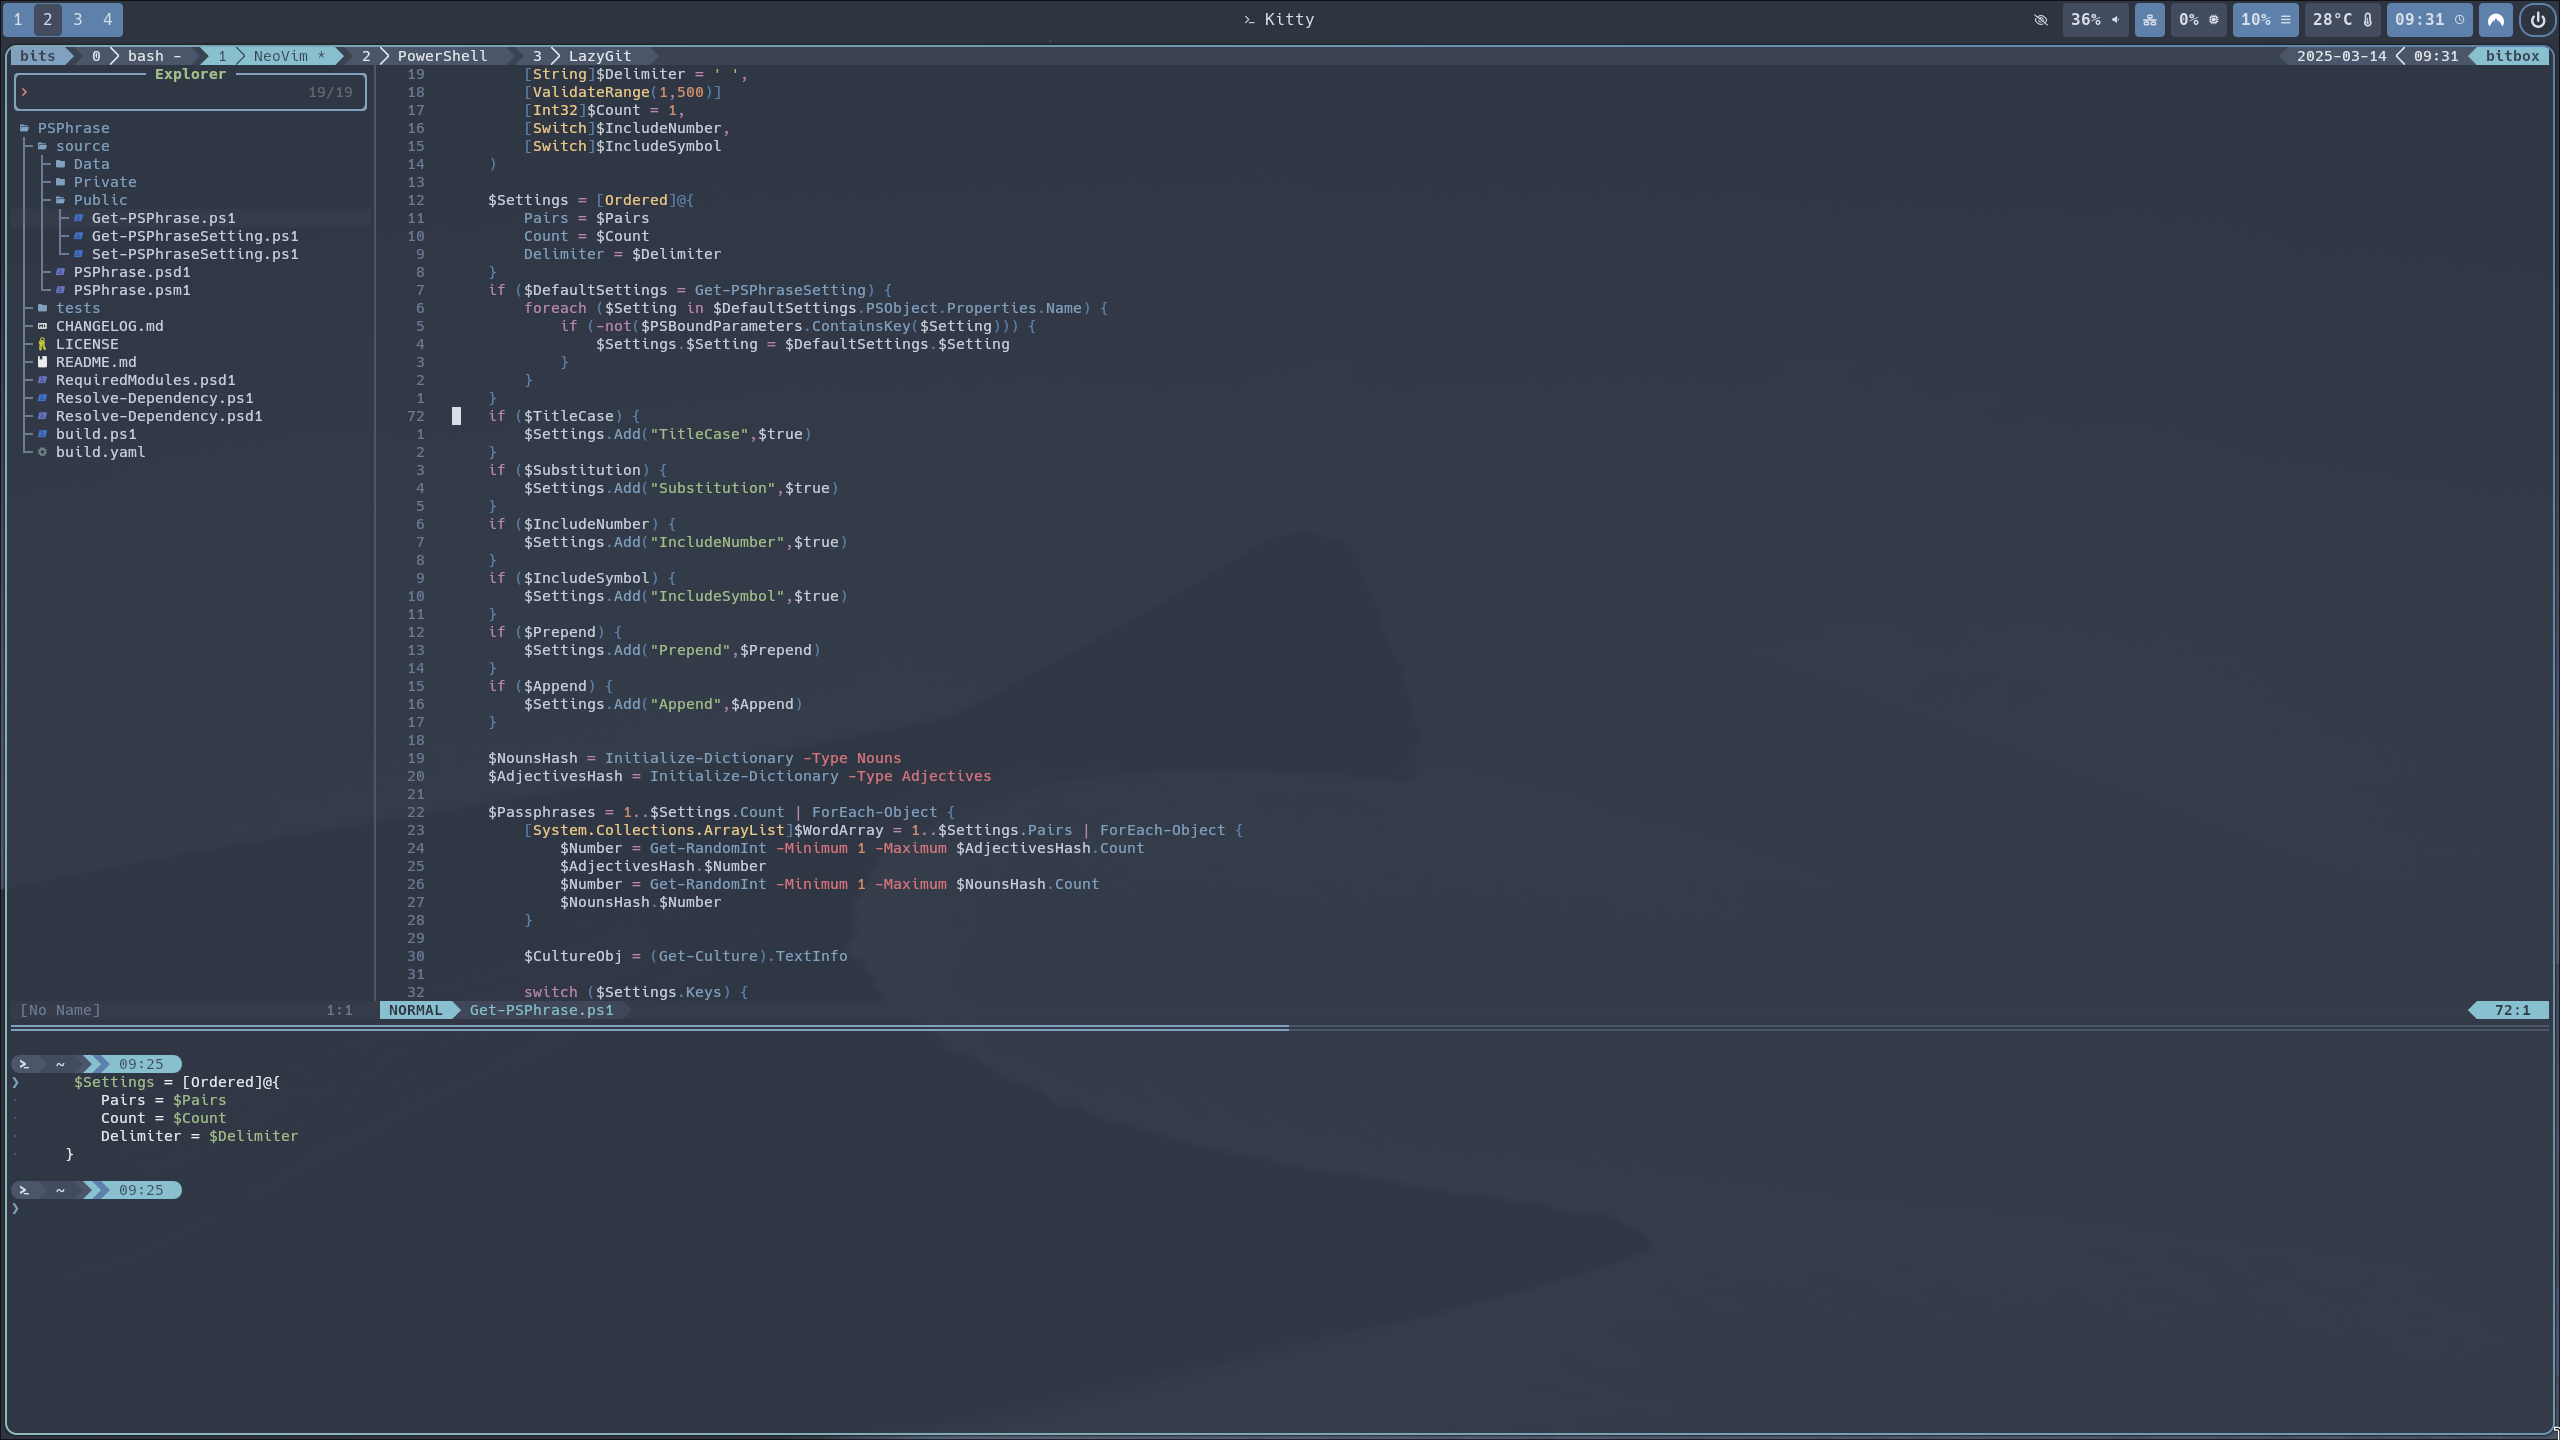 1 2 3 4
Kitty
36% 0% 10% 28°C 09:31
bits 0 bash - 1 NeoVim * 2 PowerShell 3 LazyGit
2025-03-14 09:31 bitbox
Explorer
> 19/19
PSPhrase
source
Data
Private
Public
Get-PSPhrase.ps1
Get-PSPhraseSetting.ps1
Set-PSPhraseSetting.ps1
PSPhrase.psd1
PSPhrase.psm1
tests
CHANGELOG.md
LICENSE
README.md
RequiredModules.psd1
Resolve-Dependency.ps1
Resolve-Dependency.psd1
build.ps1
build.yaml
[No Name] 1:1
19 [String]$Delimiter = ' ',
18 [ValidateRange(1,500)]
17 [Int32]$Count = 1,
16 [Switch]$IncludeNumber,
15 [Switch]$IncludeSymbol
14 )
13
12 $Settings = [Ordered]@{
11 Pairs = $Pairs
10 Count = $Count
9 Delimiter = $Delimiter
8 }
7 if ($DefaultSettings = Get-PSPhraseSetting) {
6 foreach ($Setting in $DefaultSettings.PSObject.Properties.Name) {
5 if (-not($PSBoundParameters.ContainsKey($Setting))) {
4 $Settings.$Setting = $DefaultSettings.$Setting
3 }
2 }
1 }
72 if ($TitleCase) {
1 $Settings.Add("TitleCase",$true)
2 }
3 if ($Substitution) {
4 $Settings.Add("Substitution",$true)
5 }
6 if ($IncludeNumber) {
7 $Settings.Add("IncludeNumber",$true)
8 }
9 if ($IncludeSymbol) {
10 $Settings.Add("IncludeSymbol",$true)
11 }
12 if ($Prepend) {
13 $Settings.Add("Prepend",$Prepend)
14 }
15 if ($Append) {
16 $Settings.Add("Append",$Append)
17 }
18
19 $NounsHash = Initialize-Dictionary -Type Nouns
20 $AdjectivesHash = Initialize-Dictionary -Type Adjectives
21
22 $Passphrases = 1..$Settings.Count | ForEach-Object {
23 [System.Collections.ArrayList]$WordArray = 1..$Settings.Pairs | ForEach-Object {
24 $Number = Get-RandomInt -Minimum 1 -Maximum $AdjectivesHash.Count
25 $AdjectivesHash.$Number
26 $Number = Get-RandomInt -Minimum 1 -Maximum $NounsHash.Count
27 $NounsHash.$Number
28 }
29
30 $CultureObj = (Get-Culture).TextInfo
31
32 switch ($Settings.Keys) {
NORMAL Get-PSPhrase.ps1 72:1
~ 09:25
❯ $Settings = [Ordered]@{
· Pairs = $Pairs
· Count = $Count
· Delimiter = $Delimiter
· }
~ 09:25
❯